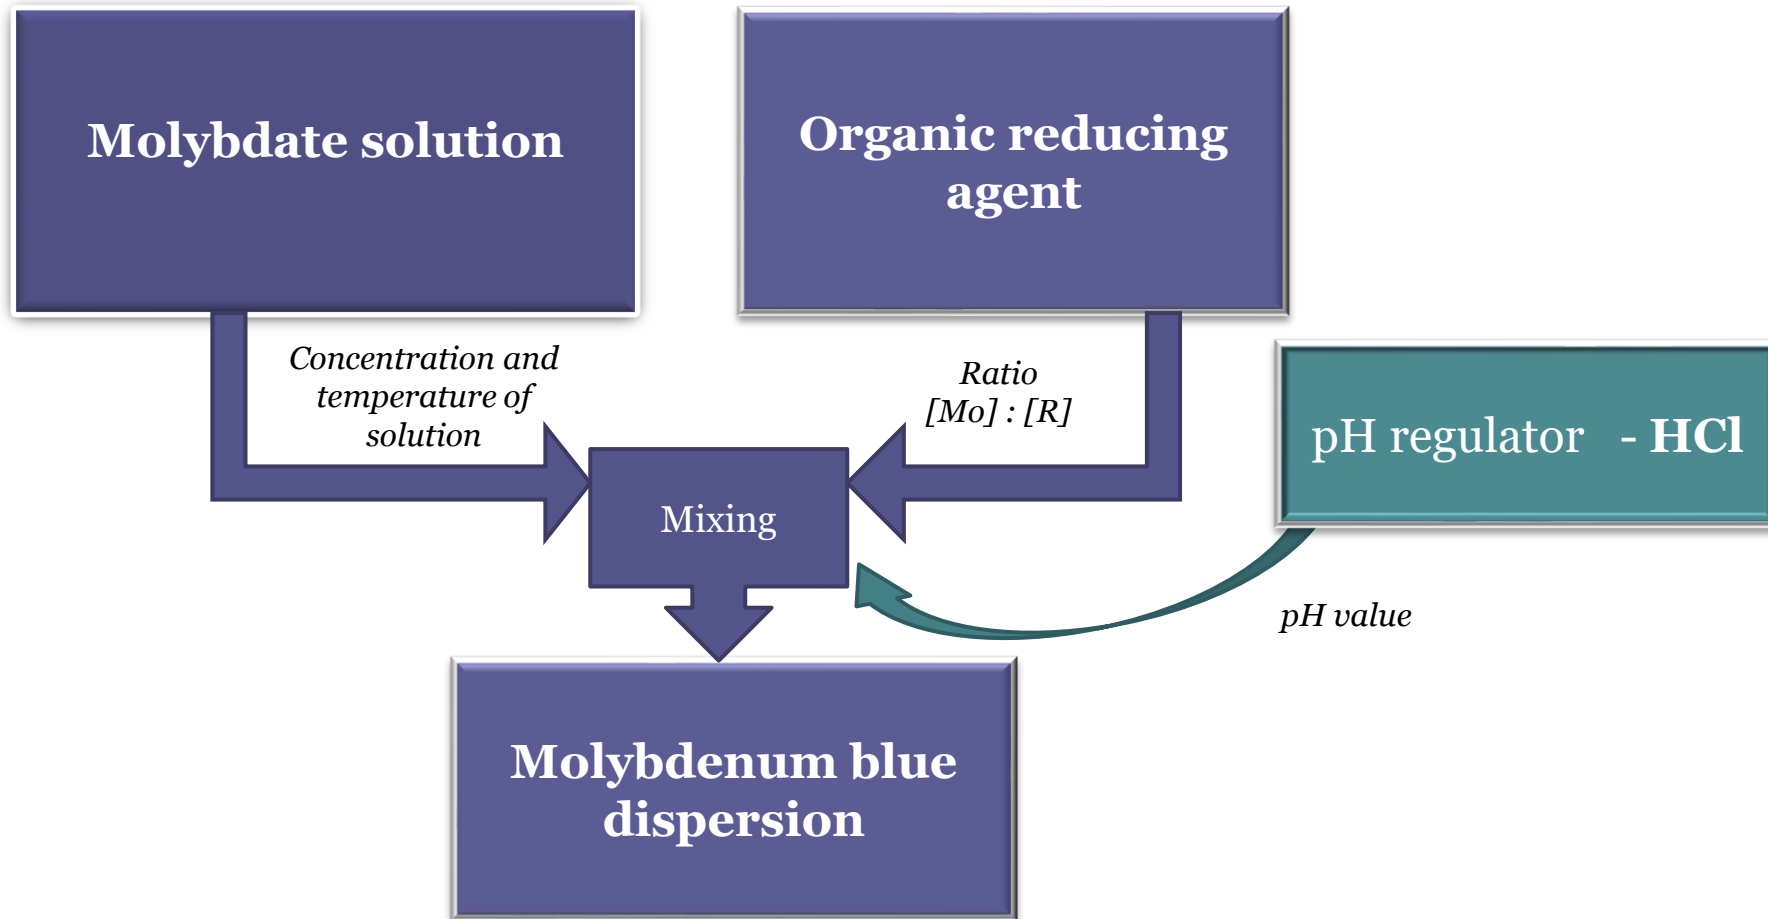 Molybdate solution
Organic reducing
agent
Concentration and
temperature of
solution
Ratio
[Mo] : [R]
pH regulator - HCl
Mixing
pH value
Molybdenum blue
dispersion